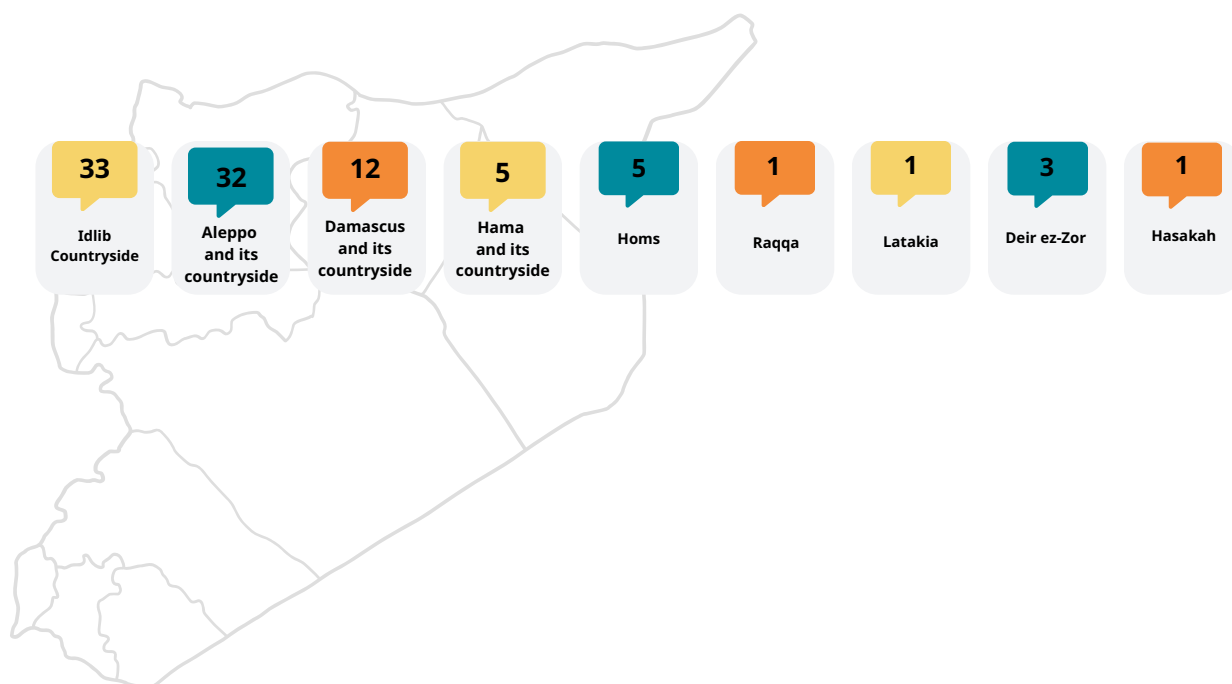 33
Idlib
Countryside
32
Aleppo
and its
countryside
12
Damascus
and its
countryside
5
Hama
and its
countryside
5
Homs
1
Raqqa
1
Latakia
3
Deir ez-Zor
1
Hasakah